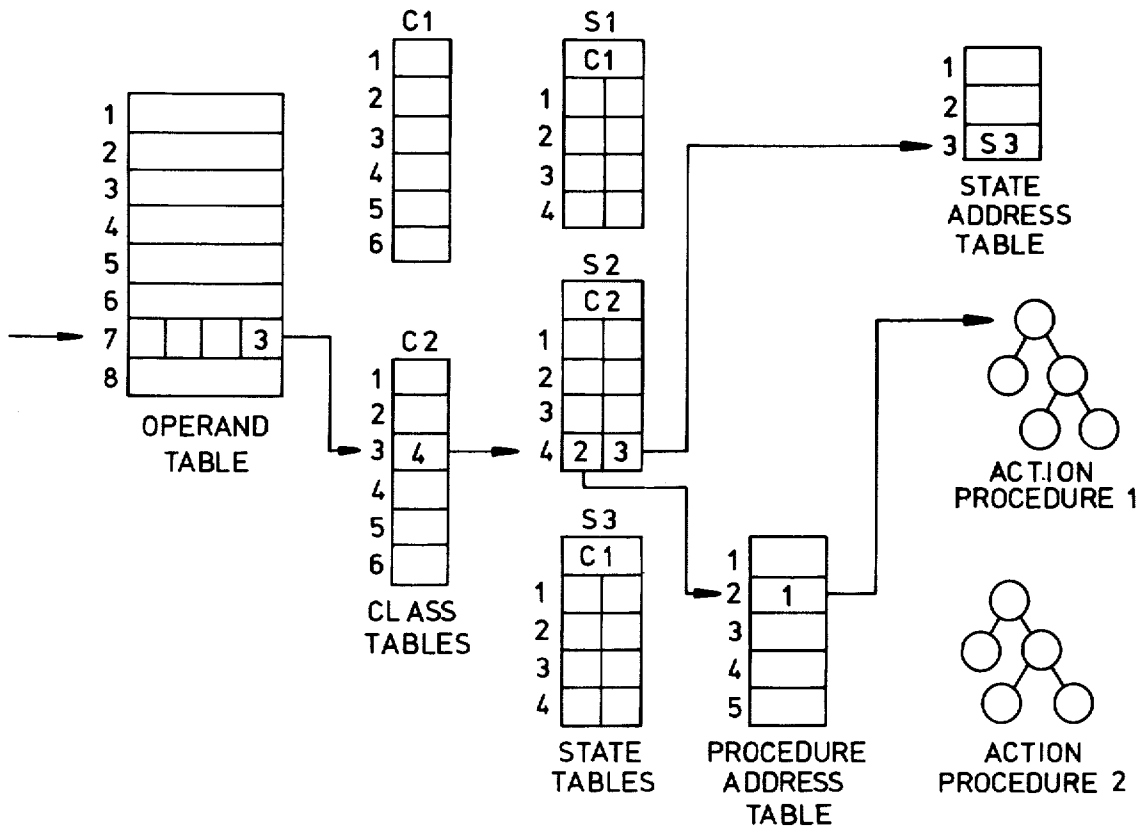 C1
1
2
3
4
5
6
S1
C1
1
2
3
4
1
2
3 S3
STATE
ADDRESS
TABLE
1
2
3
4
5
6
7 3
8
OPERAND
TABLE
C2
1
2
3 4
4
5
6
CLASS
TABLES
S2
C2
1
2
3
4 2 3
S3
C1
1
2
3
4
STATE
TABLES
1
2 1
3
4
5
PROCEDURE
ADDRESS
TABLE
ACTION
PROCEDURE 1
ACTION
PROCEDURE 2